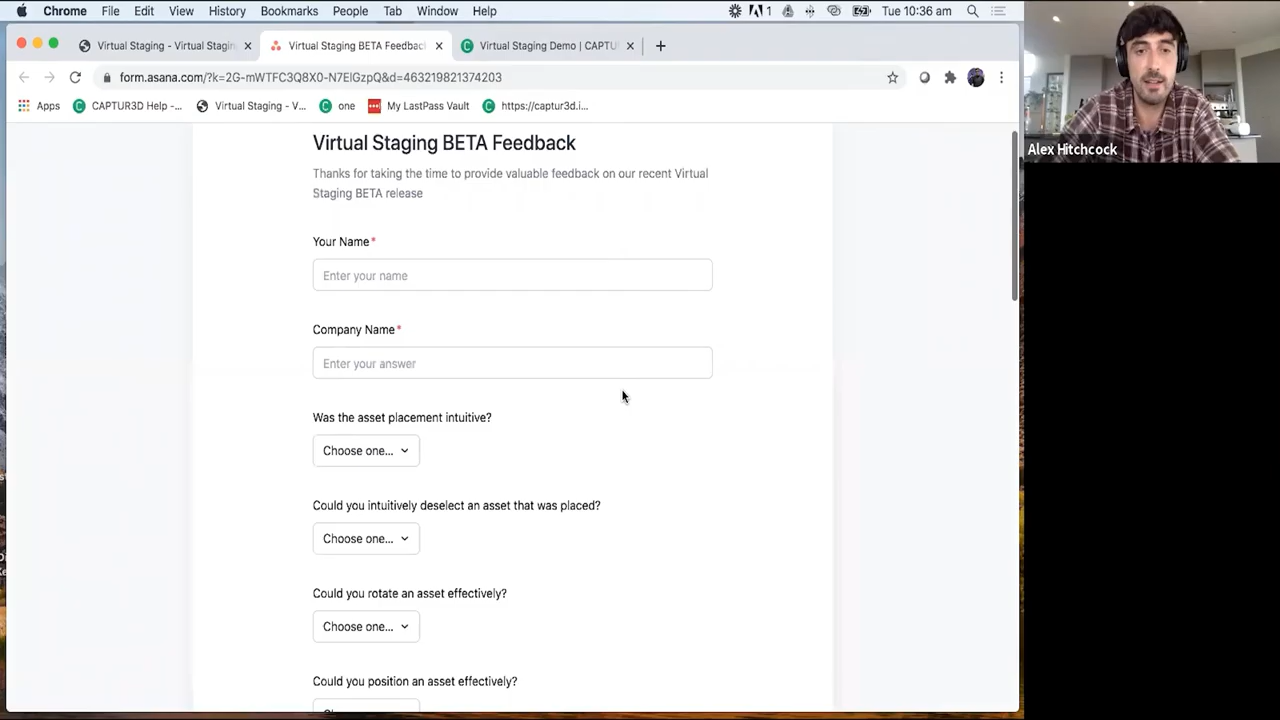 Chrome File Edit View History Bookmarks People Tab Window Help 1 Tue 10:36 am
Virtual Staging - Virtual Stagin Virtual Staging BETA Feedbac Virtual Staging Demo | CAPTU
form.asana.com/?k=2G-mWTFC3Q8X0-N7ElGzpQ&d=463219821374203
Apps CAPTUR3D Help -... Virtual Staging - V... one My LastPass Vault https://captur3d.i...
Alex Hitchcock
Virtual Staging BETA Feedback
Thanks for taking the time to provide valuable feedback on our recent Virtual
Staging BETA release
Your Name*
Enter your name
Company Name*
Enter your answer
Was the asset placement intuitive?
Choose one...
Could you intuitively deselect an asset that was placed?
Choose one...
Could you rotate an asset effectively?
Choose one...
Could you position an asset effectively?